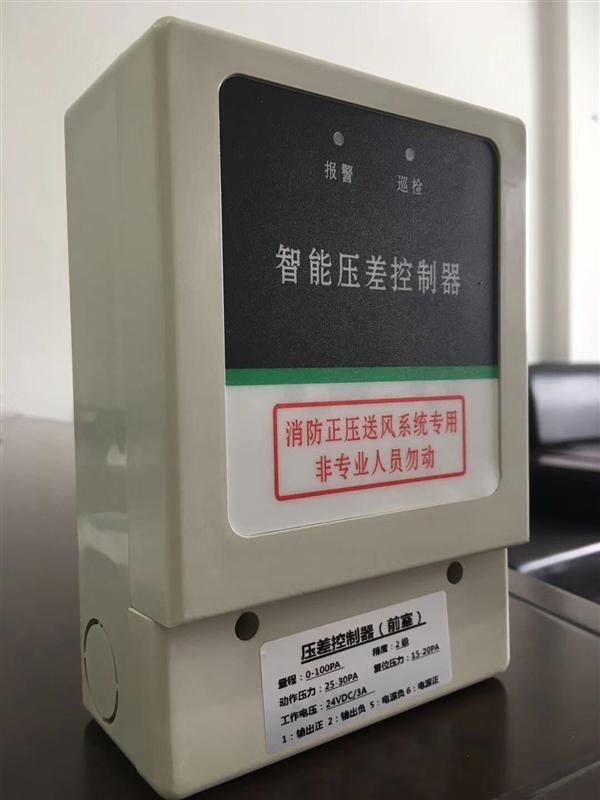 报警 巡检
智能压差控制器
消防正压送风系统专用
非专业人员勿动
压差控制器（前室）
量程：0-100PA 精度：2级
动作压力：25-30PA 复位压力：15-20PA
工作电压：24VDC/3A
1：输出正 2：输出负 5：电源负 6：电源正